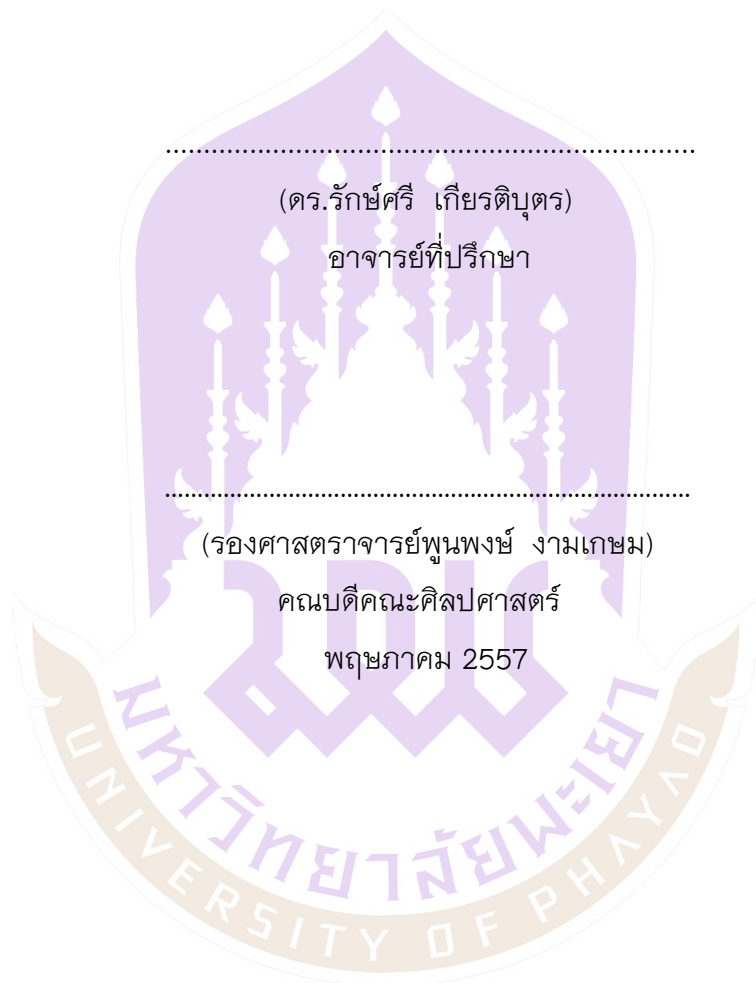 ....................................................................
(ดร.รักษ์ศรี เกียรติบุตร)
อาจารย์ที่ปรึกษา
....................................................................
(รองศาสตราจารย์พูนพงษ์ งามเกษม)
คณบดีคณะศิลปศาสตร์
พฤษภาคม 2557
มหาวิทยาลัยพะเยา
UNIVERSITY OF PHAYAO